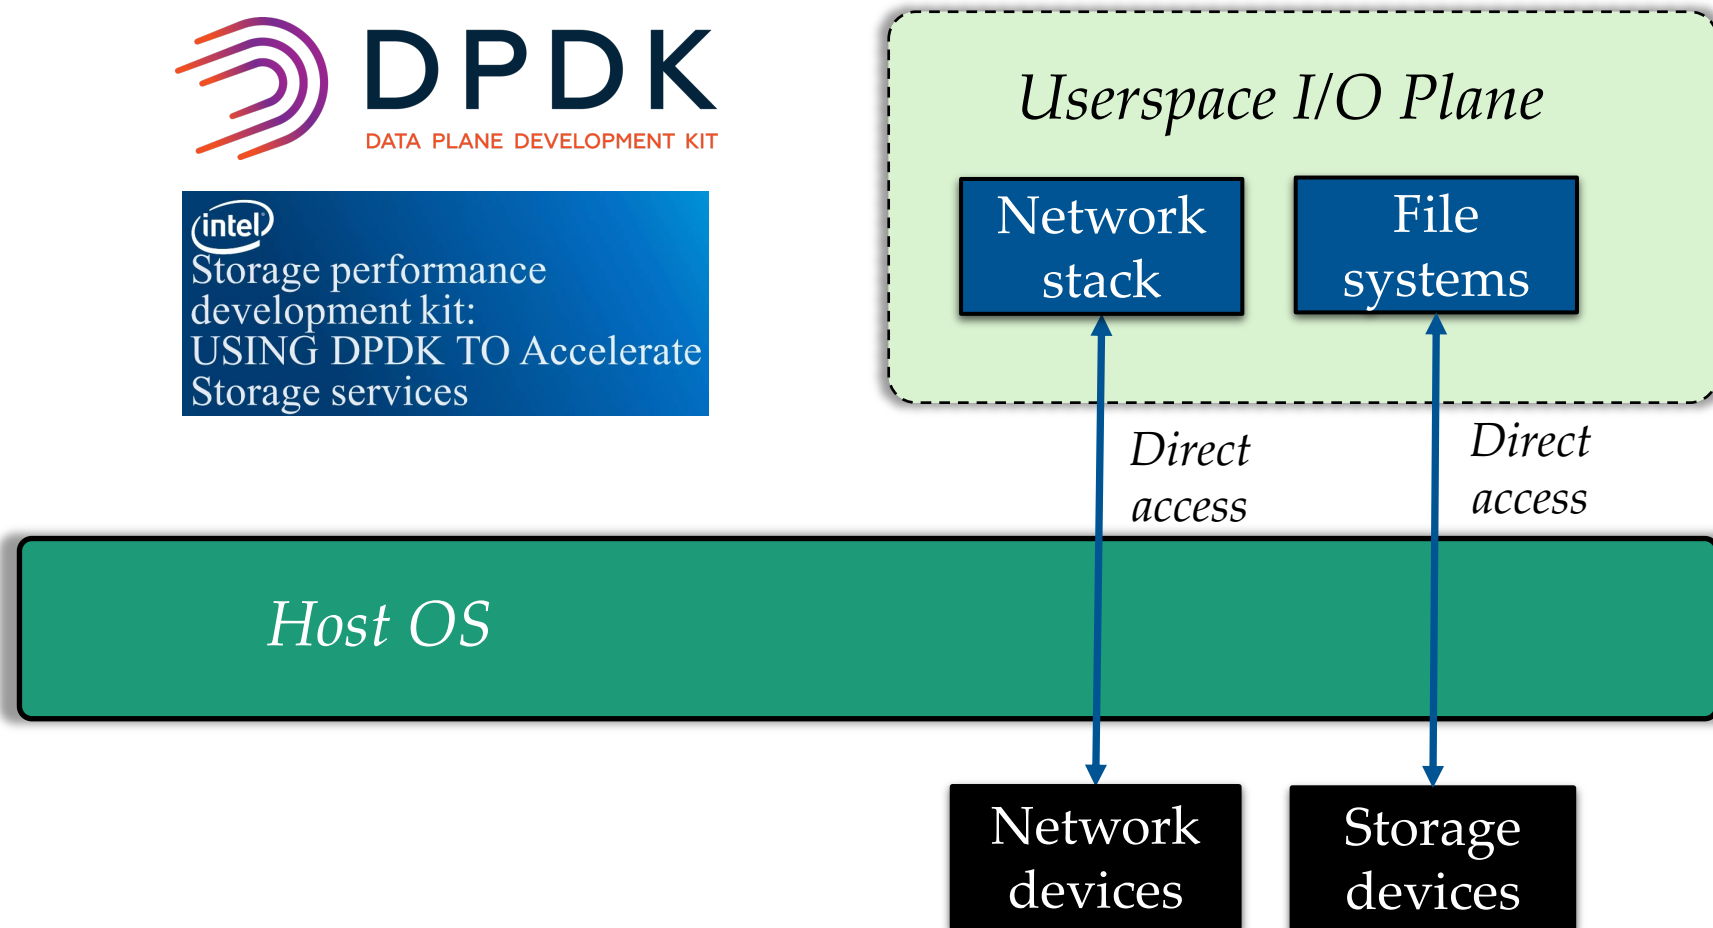 DPDK
DATA PLANE DEVELOPMENT KIT
intel
Storage performance
development kit:
USING DPDK TO Accelerate
Storage services
Userspace I/O Plane
Network
stack
File
systems
Direct
access
Direct
access
Host OS
Network
devices
Storage
devices